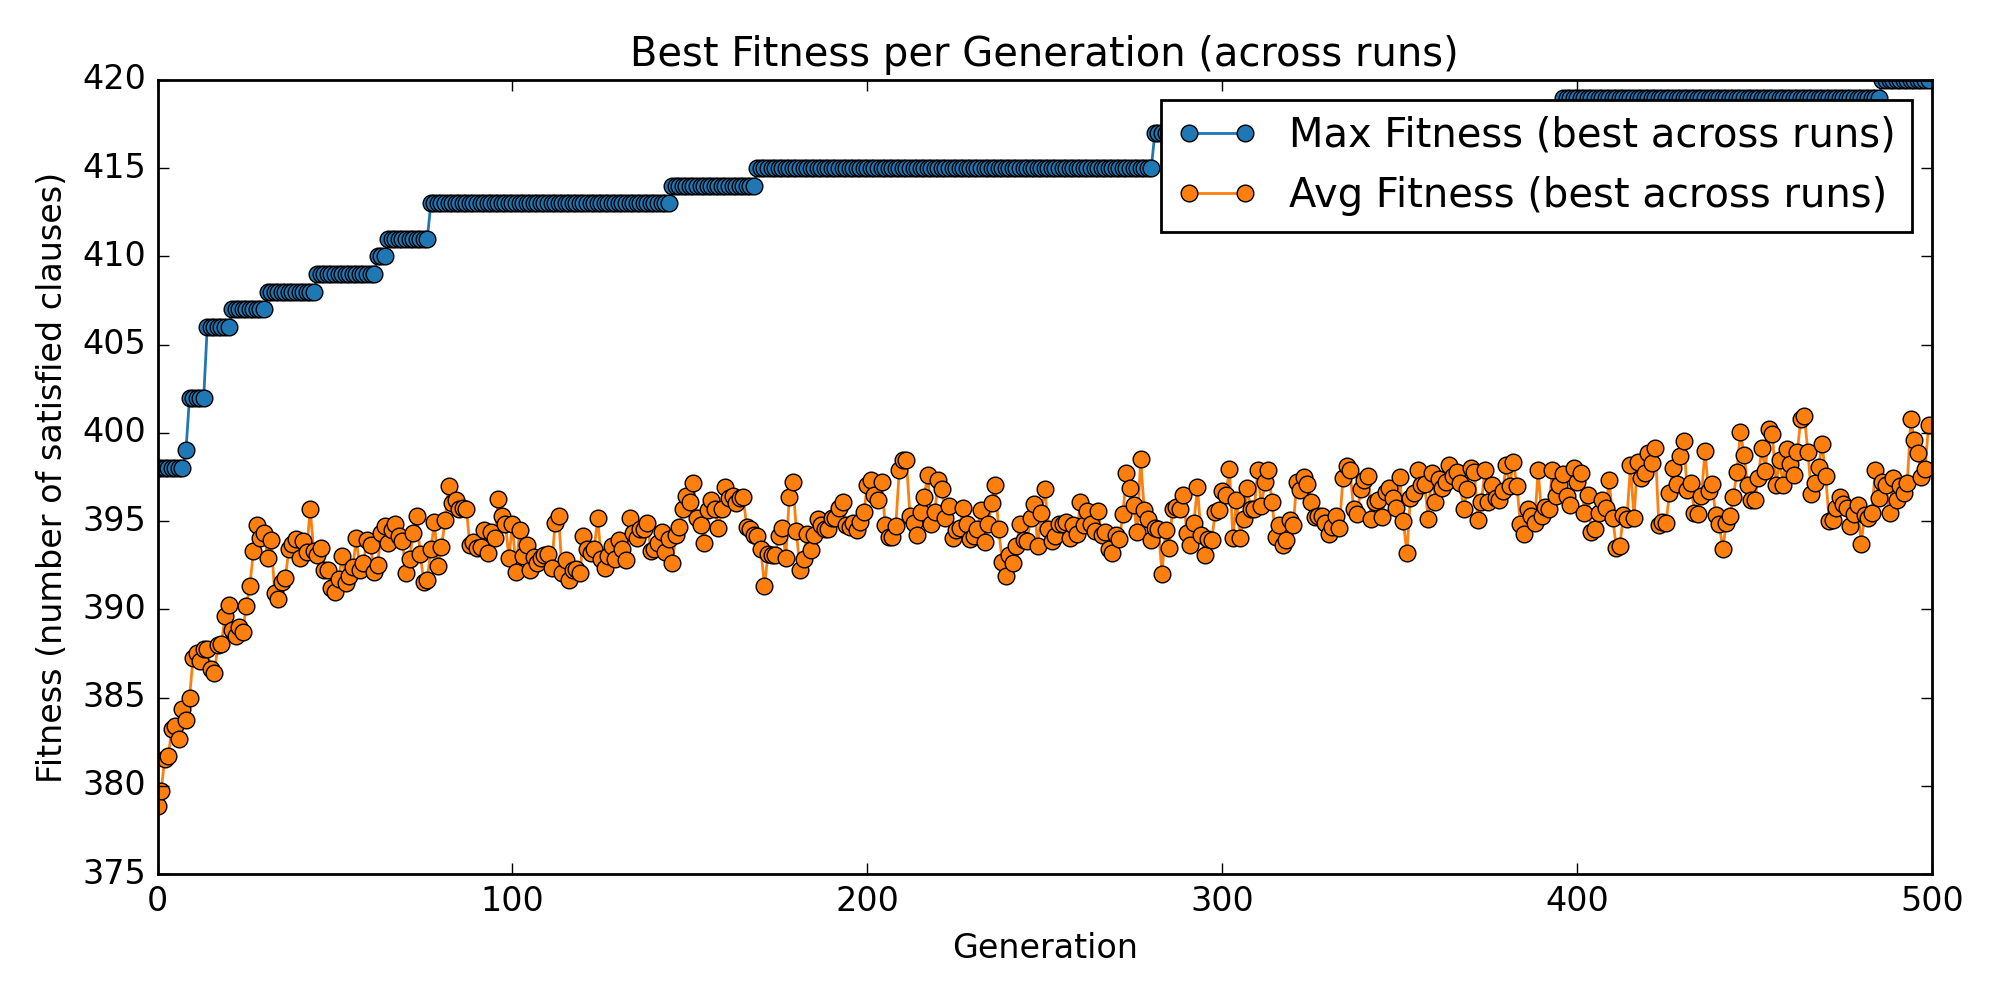 Best Fitness per Generation (across runs)
Fitness (number of satisfied clauses)
420
415
410
405
400
395
390
385
380
375
Max Fitness (best across runs)
Avg Fitness (best across runs)
0 100 200 300 400 500
Generation